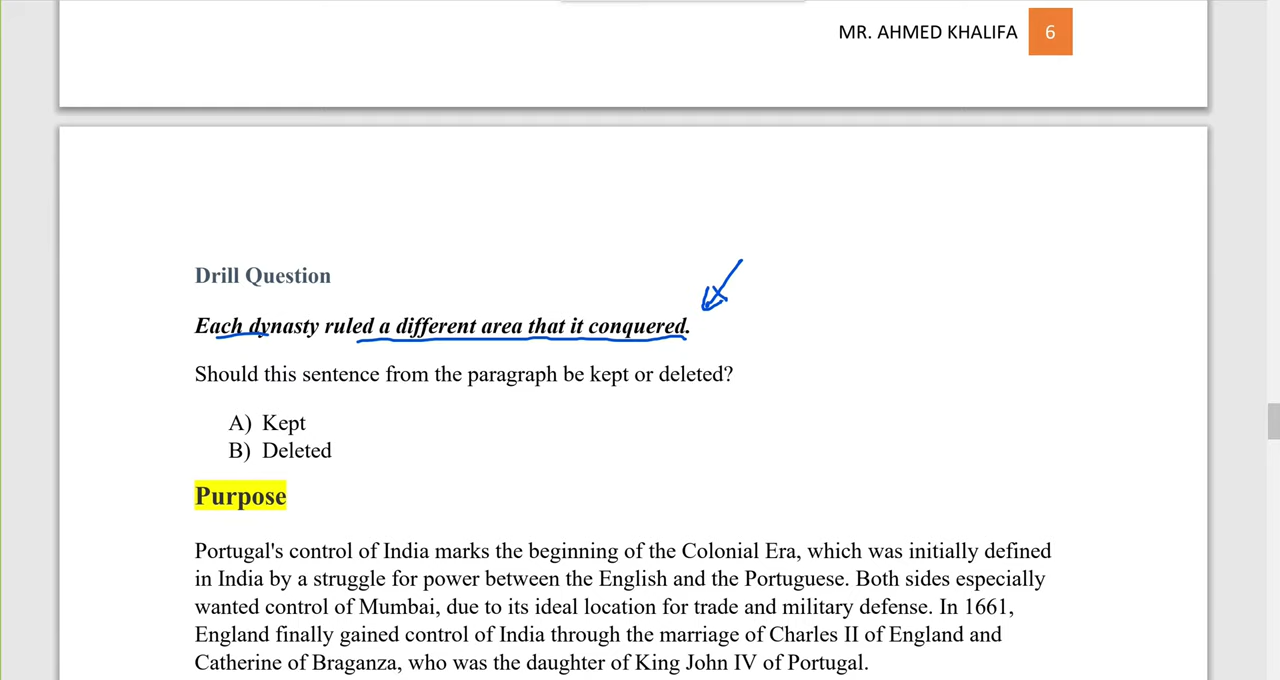 MR. AHMED KHALIFA 6
Drill Question
Each dynasty ruled a different area that it conquered.
Should this sentence from the paragraph be kept or deleted?
A) Kept
B) Deleted
Purpose
Portugal's control of India marks the beginning of the Colonial Era, which was initially defined
in India by a struggle for power between the English and the Portuguese. Both sides especially
wanted control of Mumbai, due to its ideal location for trade and military defense. In 1661,
England finally gained control of India through the marriage of Charles II of England and
Catherine of Braganza, who was the daughter of King John IV of Portugal.